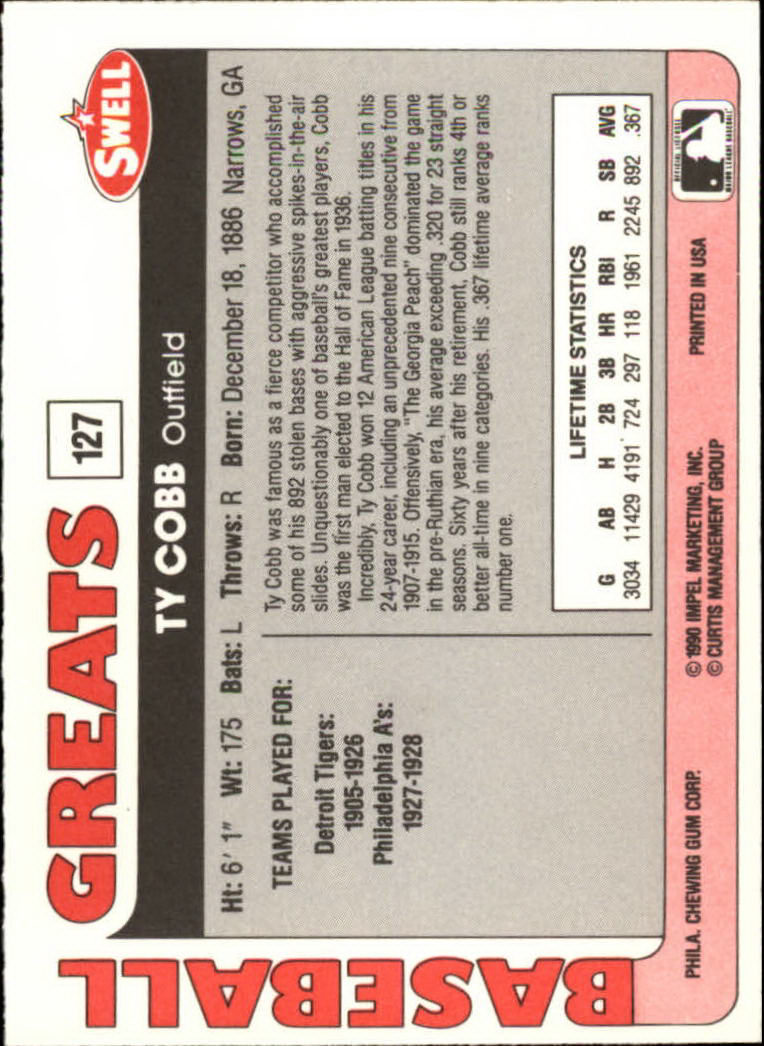 BASEBALL
GREATS
127
SWELL
TY COBB Outfield
Ht: 6' 1" Wt: 175 Bats: L Throws: R Born: December 18, 1886 Narrows, GA
TEAMS PLAYED FOR:
Detroit Tigers:
1905-1926
Philadelphia A's:
1927-1928
Ty Cobb was famous as a fierce competitor who accomplished
some of his 892 stolen bases with aggressive spikes-in-the-air
slides. Unquestionably one of baseball's greatest players, Cobb
was the first man elected to the Hall of Fame in 1936.
Incredibly, Ty Cobb won 12 American League batting titles in his
24-year career, including an unprecedented nine consecutive from
1907-1915. Offensively, "The Georgia Peach" dominated the game
in the pre-Ruthian era, his average exceeding .320 for 23 straight
seasons. Sixty years after his retirement, Cobb still ranks 4th or
better all-time in nine categories. His .367 lifetime average ranks
number one.
LIFETIME STATISTICS
G AB H 2B 3B HR RBI R SB AVG
3034 11429 4191 724 297 118 1961 2245 892 .367
PHILA. CHEWING GUM CORP.
© 1990 IMPEL MARKETING, INC.
© CURTIS MANAGEMENT GROUP
PRINTED IN USA
OFFICIAL LICENSEE
MAJOR LEAGUE BASEBALL